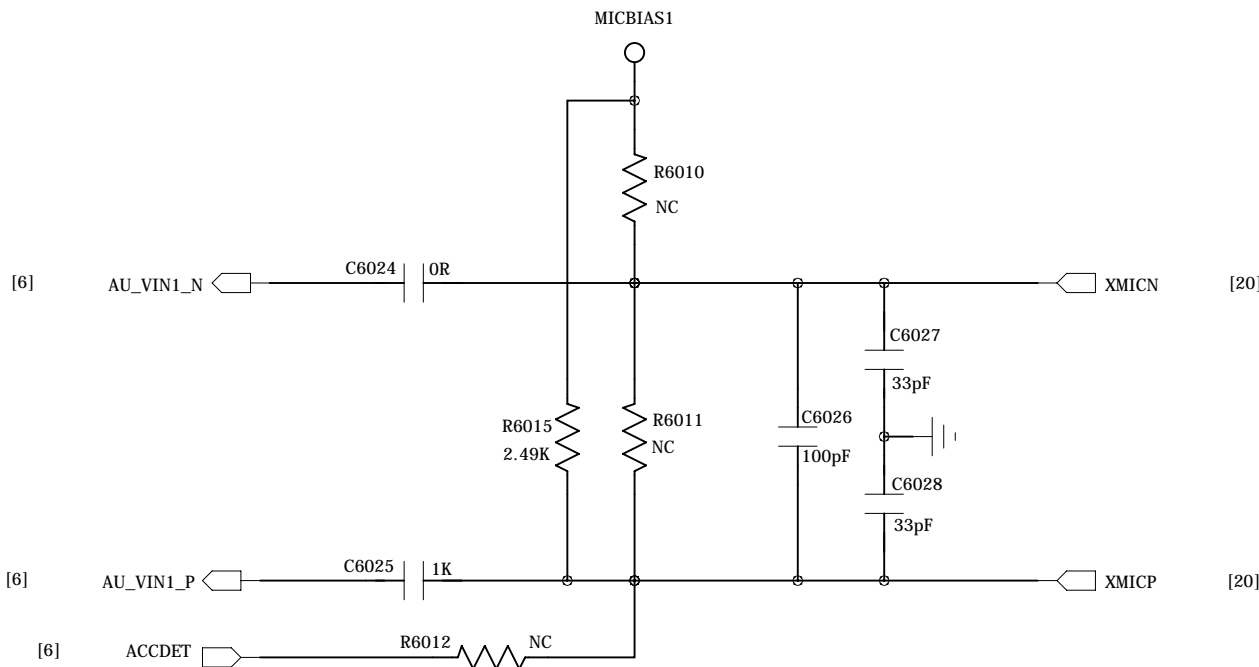 MICBIAS1
R6010
NC
[6] AU_VIN1_N C6024 0R XMICN [20]
C6027
33pF
R6015
2.49K
R6011
NC
C6026
100pF
C6028
33pF
[6] AU_VIN1_P C6025 1K XMICP [20]
[6] ACCDET R6012 NC